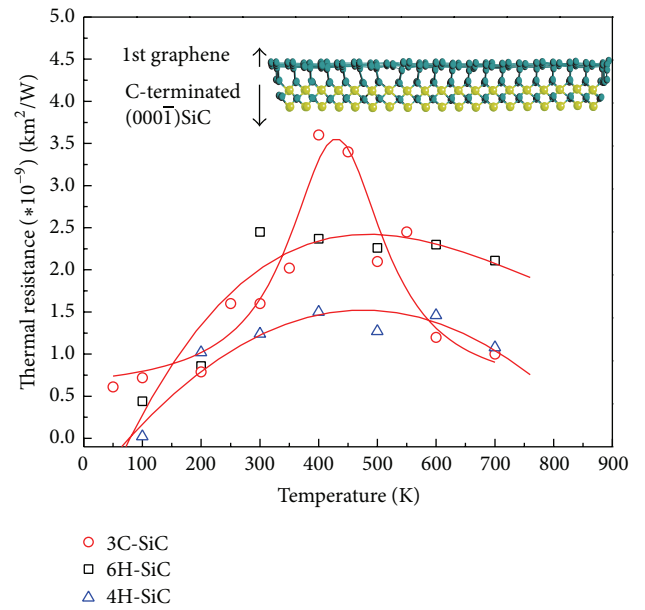 5.0
4.5
4.0
3.5
3.0
2.5
2.0
1.5
1.0
0.5
0.0
Thermal resistance (∗10⁻⁹) (km²/W)
1st graphene
C-terminated
(0001̅)SiC
0 100 200 300 400 500 600 700 800 900
Temperature (K)
3C-SiC
6H-SiC
4H-SiC